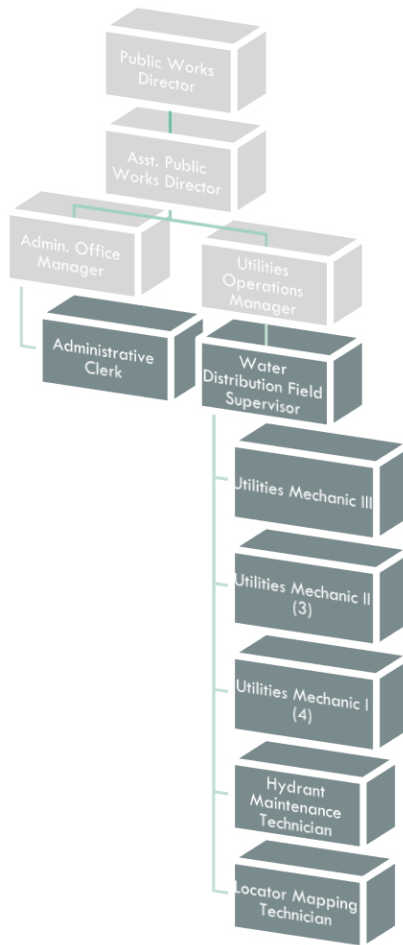 Public Works
Director
Asst. Public
Works Director
Admin. Office
Manager
Utilities
Operations
Manager
Administrative
Clerk
Water
Distribution Field
Supervisor
Utilities Mechanic III
Utilities Mechanic II
(3)
Utilities Mechanic I
(4)
Hydrant
Maintenance
Technician
Locator Mapping
Technician